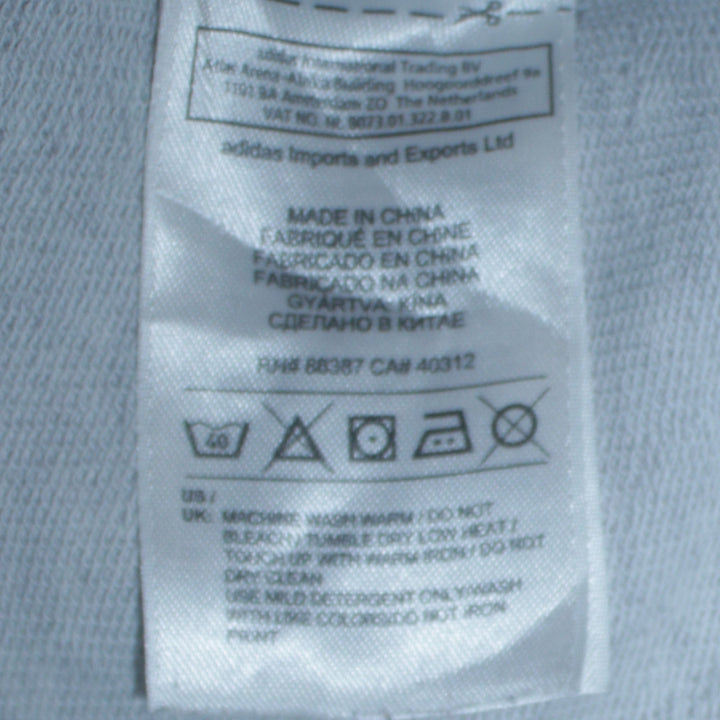 adidas International Trading BV
Atlas Arena-Africa Building Hoogoorddreef 9a
1101 BA Amsterdam ZO The Netherlands
VAT NO. NL 8073.01.322.B.01
adidas Imports and Exports Ltd
MADE IN CHINA
FABRIQUÉ EN CHINE
FABRICADO EN CHINA
FABRICADO NA CHINA
GYÁRTVA: KÍNA
СДЕЛАНО В КИТАЕ
RN# 88387 CA# 40312
40
US /
UK: MACHINE WASH WARM / DO NOT
BLEACH / TUMBLE DRY LOW HEAT /
TOUCH UP WITH WARM IRON / DO NOT
DRY CLEAN
USE MILD DETERGENT ONLY/WASH
WITH LIKE COLORS/DO NOT IRON
PRINT